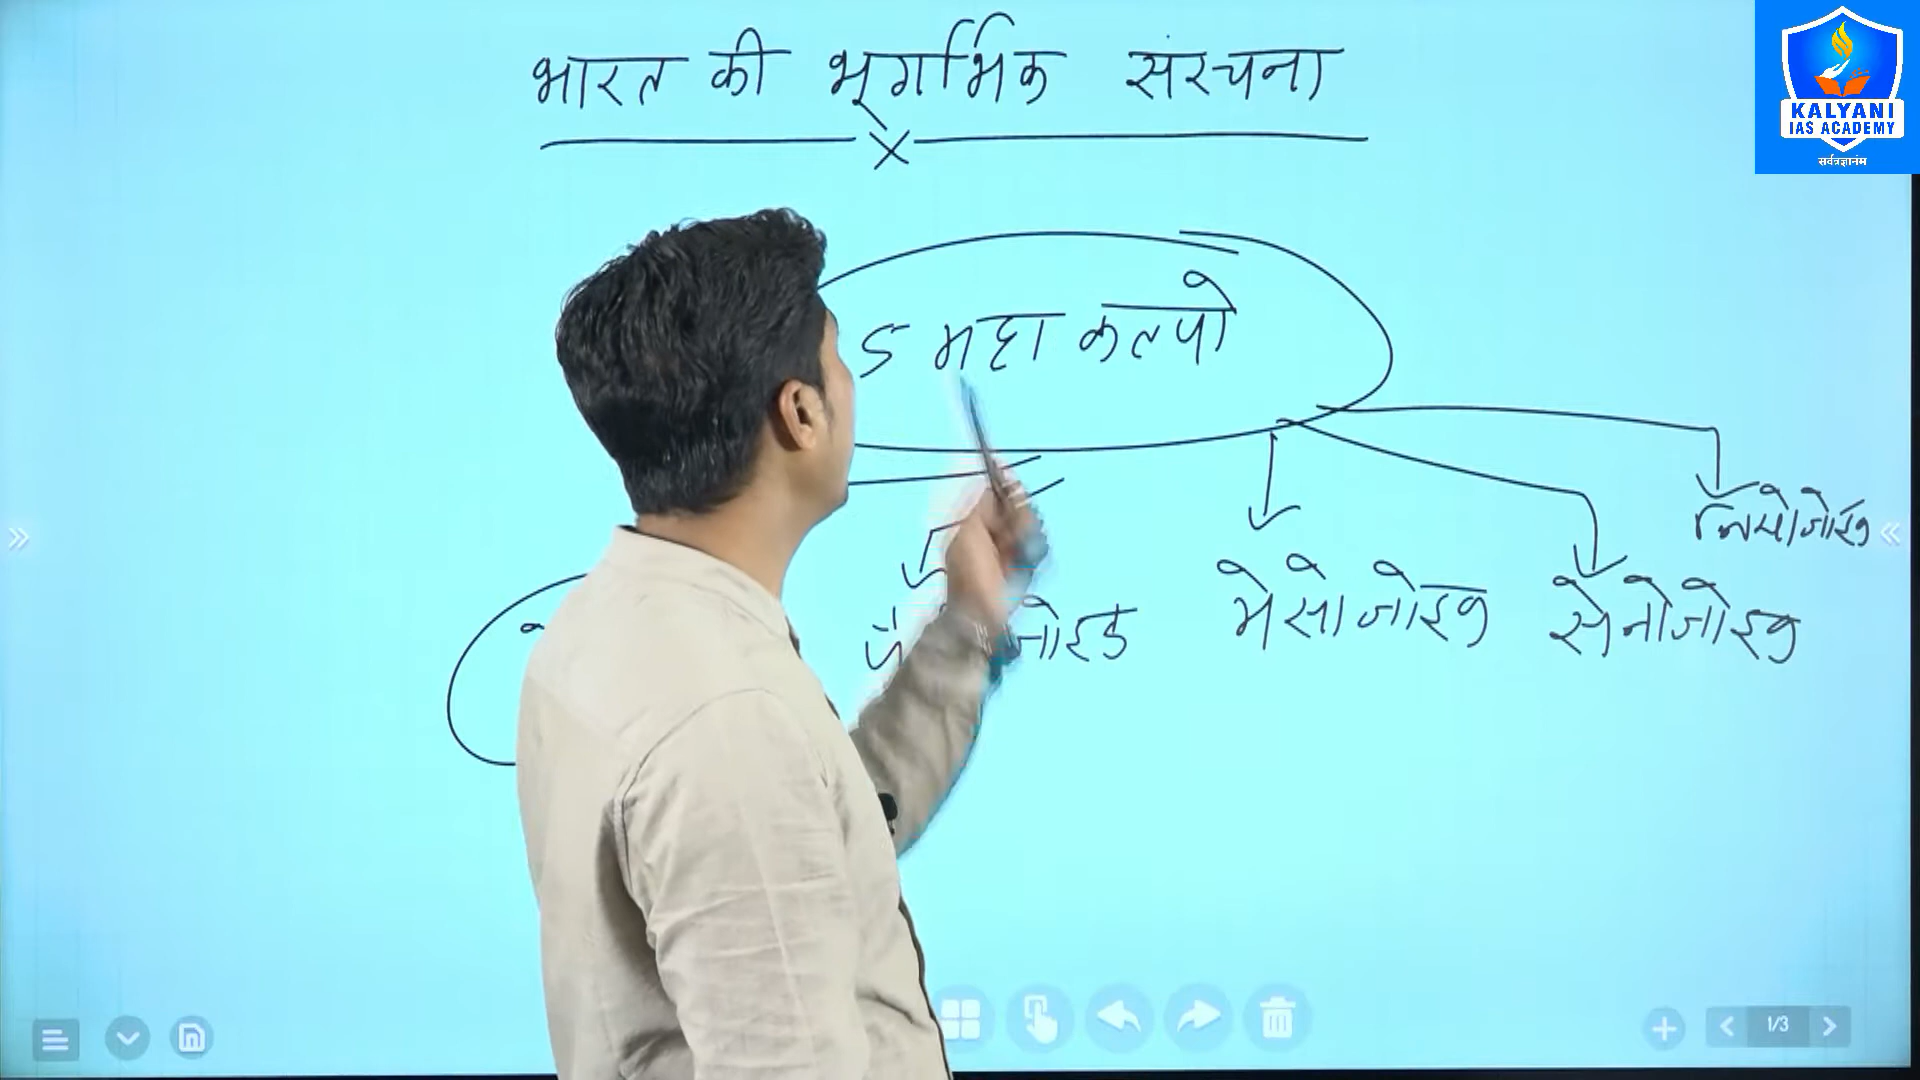 भारत की भूगर्भिक संरचना
KALYANI
IAS ACADEMY
सर्वत्रज्ञानंम
5 महा कल्पो
नियोजोइक
मेसोजोइक
सेनोजोइक
1/3